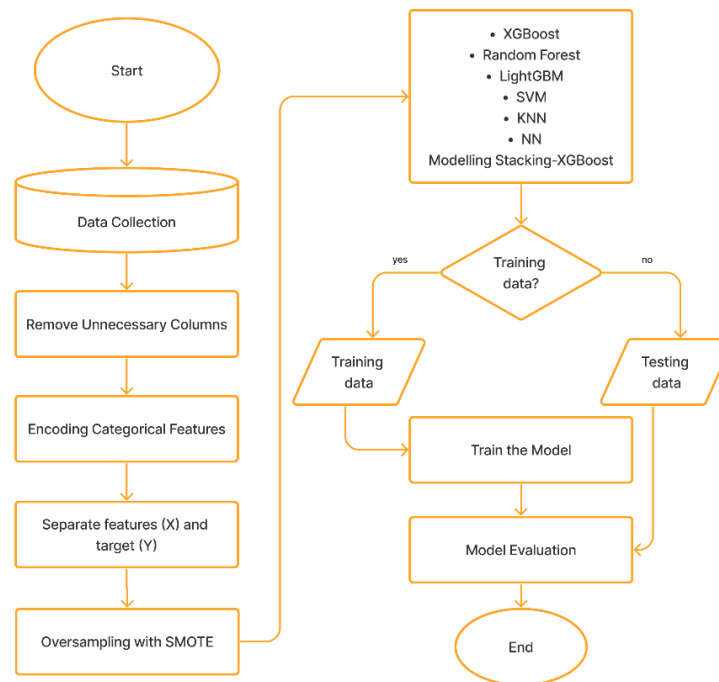 Start
Data Collection
Remove Unnecessary Columns
Encoding Categorical Features
Separate features (X) and
target (Y)
Oversampling with SMOTE
• XGBoost
• Random Forest
• LightGBM
• SVM
• KNN
• NN
Modelling Stacking-XGBoost
Training
data?
yes
no
Training
data
Testing
data
Train the Model
Model Evaluation
End